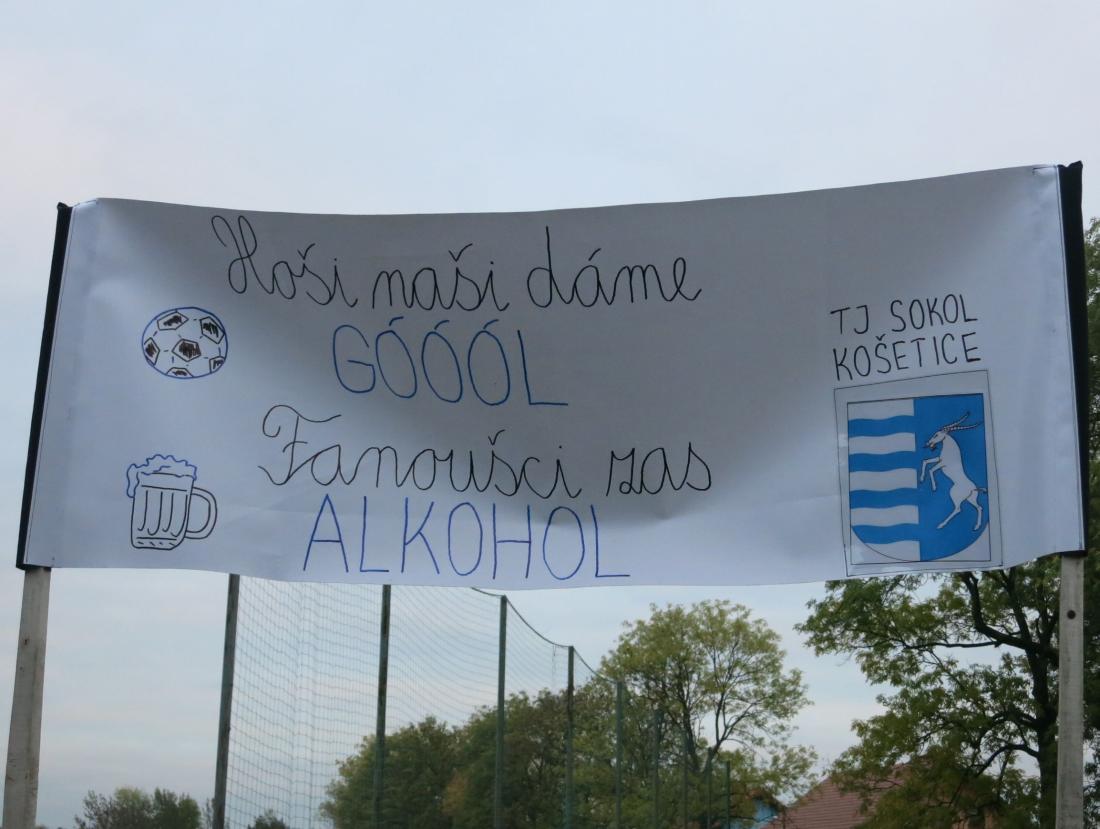 Hoši naši dáme
GÓÓÓL
Fanoušci zas
ALKOHOL
TJ SOKOL
KOŠETICE